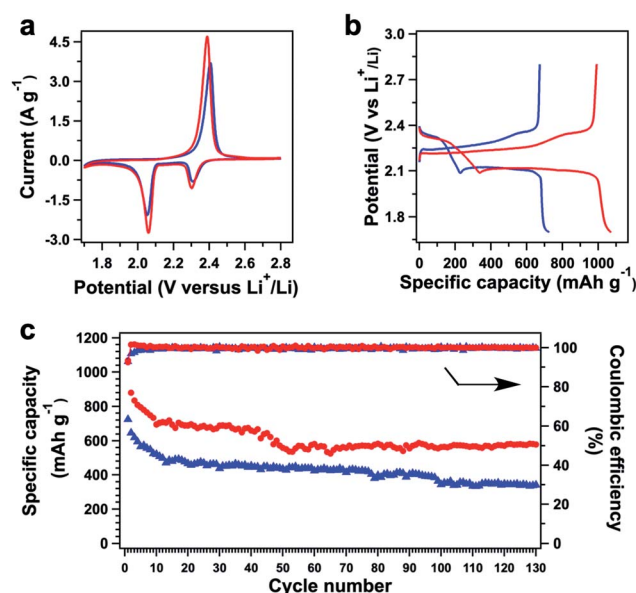 a
4.5
3.0
1.5
0.0
-1.5
-3.0
Current (A g⁻¹)
1.8 2.0 2.2 2.4 2.6 2.8
Potential (V versus Li⁺/Li)
b
3.0
2.6
2.4
2.1
1.8
Potential (V vs Li⁺/Li)
0 200 400 600 800 1000
Specific capacity (mAh g⁻¹)
c
1200
1000
800
600
400
200
0
Specific capacity
(mAh g⁻¹)
100
80
60
40
20
0
Coulombic efficiency
(%)
0 10 20 30 40 50 60 70 80 90 100 110 120 130
Cycle number